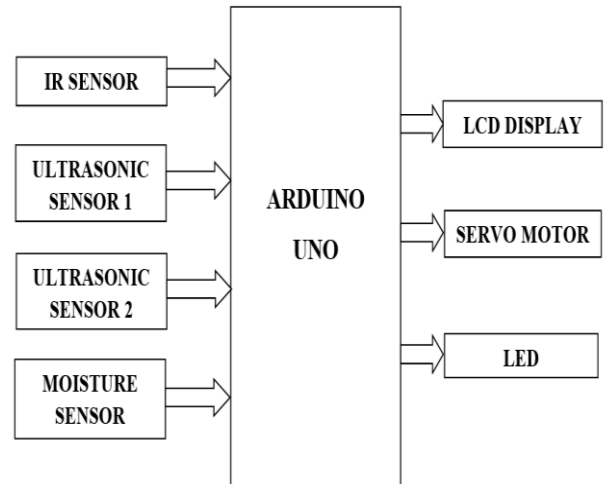 IR SENSOR
ULTRASONIC
SENSOR 1
ULTRASONIC
SENSOR 2
MOISTURE
SENSOR
ARDUINO
UNO
LCD DISPLAY
SERVO MOTOR
LED